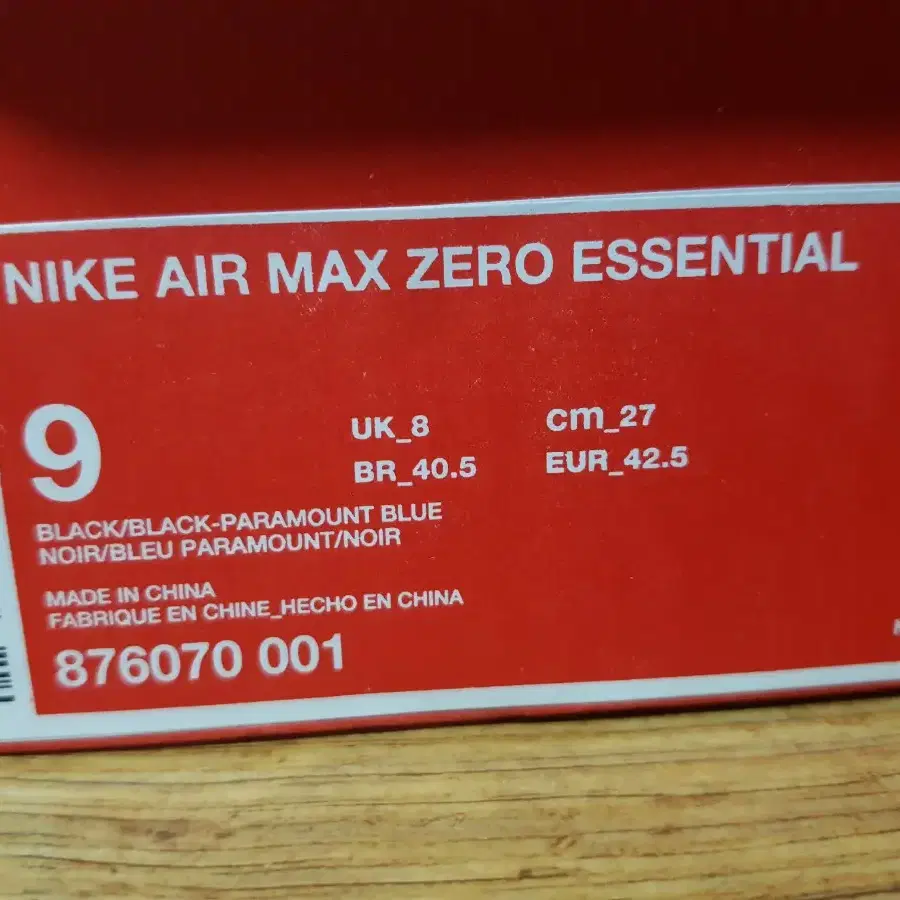 NIKE AIR MAX ZERO ESSENTIAL
9
UK_8
cm_27
BR_40.5
EUR_42.5
BLACK/BLACK-PARAMOUNT BLUE
NOIR/BLEU PARAMOUNT/NOIR
MADE IN CHINA
FABRIQUE EN CHINE_HECHO EN CHINA
876070 001